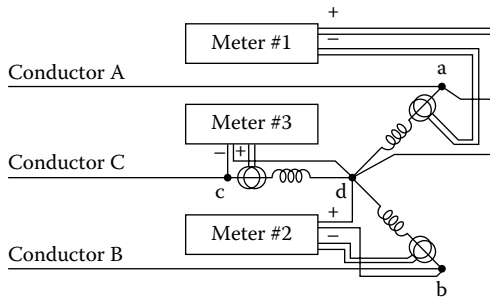 +
Meter #1
−
Conductor A
a
Meter #3
− +
Conductor C
c
d
+
Meter #2
−
Conductor B
b